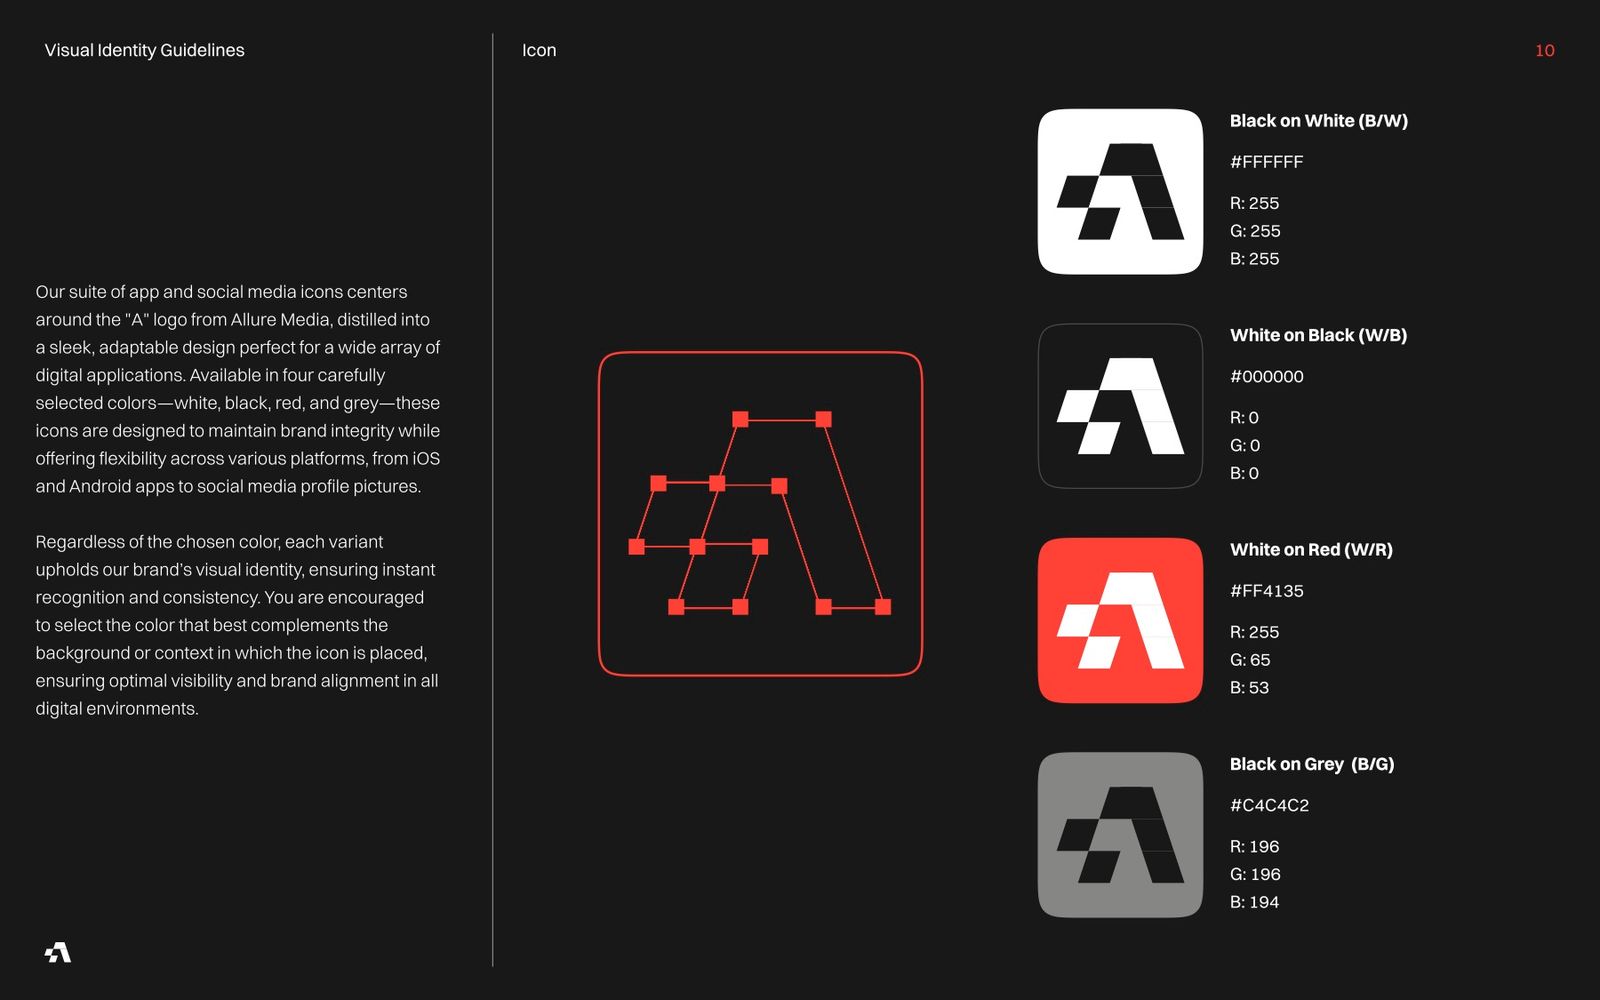 Visual Identity Guidelines
Icon
10
Our suite of app and social media icons centers
around the "A" logo from Allure Media, distilled into
a sleek, adaptable design perfect for a wide array of
digital applications. Available in four carefully
selected colors—white, black, red, and grey—these
icons are designed to maintain brand integrity while
offering flexibility across various platforms, from iOS
and Android apps to social media profile pictures.
Regardless of the chosen color, each variant
upholds our brand’s visual identity, ensuring instant
recognition and consistency. You are encouraged
to select the color that best complements the
background or context in which the icon is placed,
ensuring optimal visibility and brand alignment in all
digital environments.
Black on White (B/W)
#FFFFFF
R: 255
G: 255
B: 255
White on Black (W/B)
#000000
R: 0
G: 0
B: 0
White on Red (W/R)
#FF4135
R: 255
G: 65
B: 53
Black on Grey (B/G)
#C4C4C2
R: 196
G: 196
B: 194